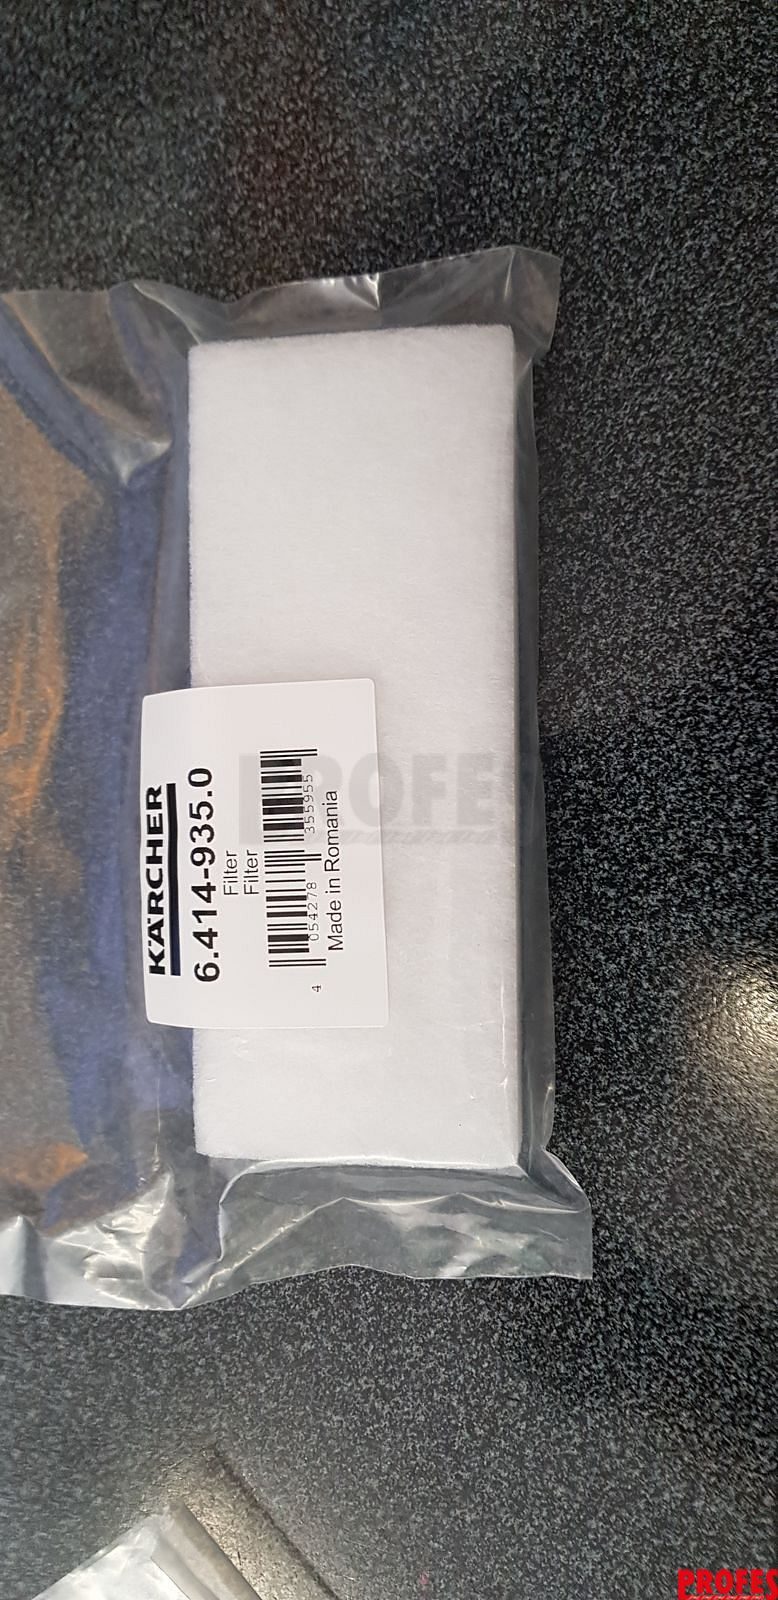 KÄRCHER
6.414-935.0
Filter
Filter
4 054278 355955
Made in Romania
PROFES
PROFES